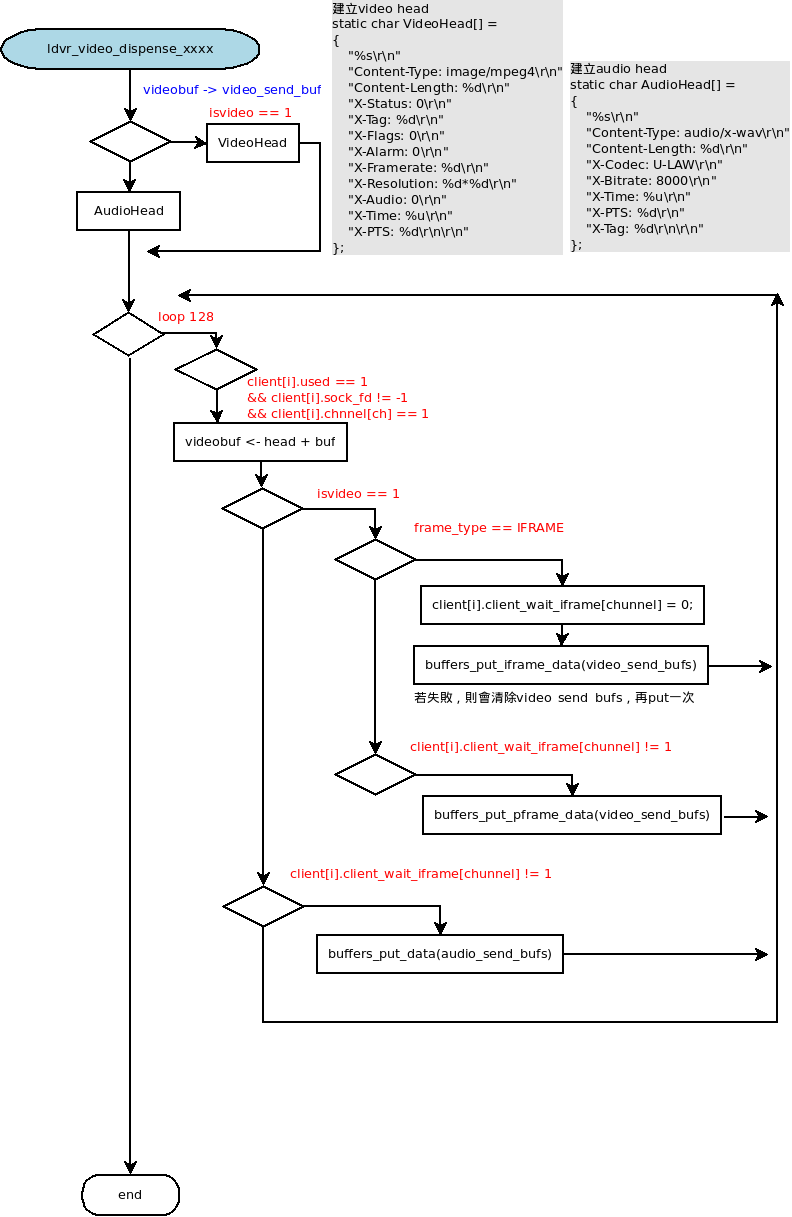 ldvr_video_dispense_xxxx
videobuf -> video_send_buf
isvideo == 1
VideoHead
AudioHead
建立video head
static char VideoHead[] =
{
"%s\r\n"
"Content-Type: image/mpeg4\r\n"
"Content-Length: %d\r\n"
"X-Status: 0\r\n"
"X-Tag: %d\r\n"
"X-Flags: 0\r\n"
"X-Alarm: 0\r\n"
"X-Framerate: %d\r\n"
"X-Resolution: %d*%d\r\n"
"X-Audio: 0\r\n"
"X-Time: %u\r\n"
"X-PTS: %d\r\n\r\n"
};
建立audio head
static char AudioHead[] =
{
"%s\r\n"
"Content-Type: audio/x-wav\r\n"
"Content-Length: %d\r\n"
"X-Codec: U-LAW\r\n"
"X-Bitrate: 8000\r\n"
"X-Time: %u\r\n"
"X-PTS: %d\r\n"
"X-Tag: %d\r\n\r\n"
};
loop 128
client[i].used == 1
&& client[i].sock_fd != -1
&& client[i].chnnel[ch] == 1
videobuf <- head + buf
isvideo == 1
frame_type == IFRAME
client[i].client_wait_iframe[chunnel] = 0;
buffers_put_iframe_data(video_send_bufs)
若失敗 , 則會清除video send bufs , 再put一次
client[i].client_wait_iframe[chunnel] != 1
buffers_put_pframe_data(video_send_bufs)
client[i].client_wait_iframe[chunnel] != 1
buffers_put_data(audio_send_bufs)
end